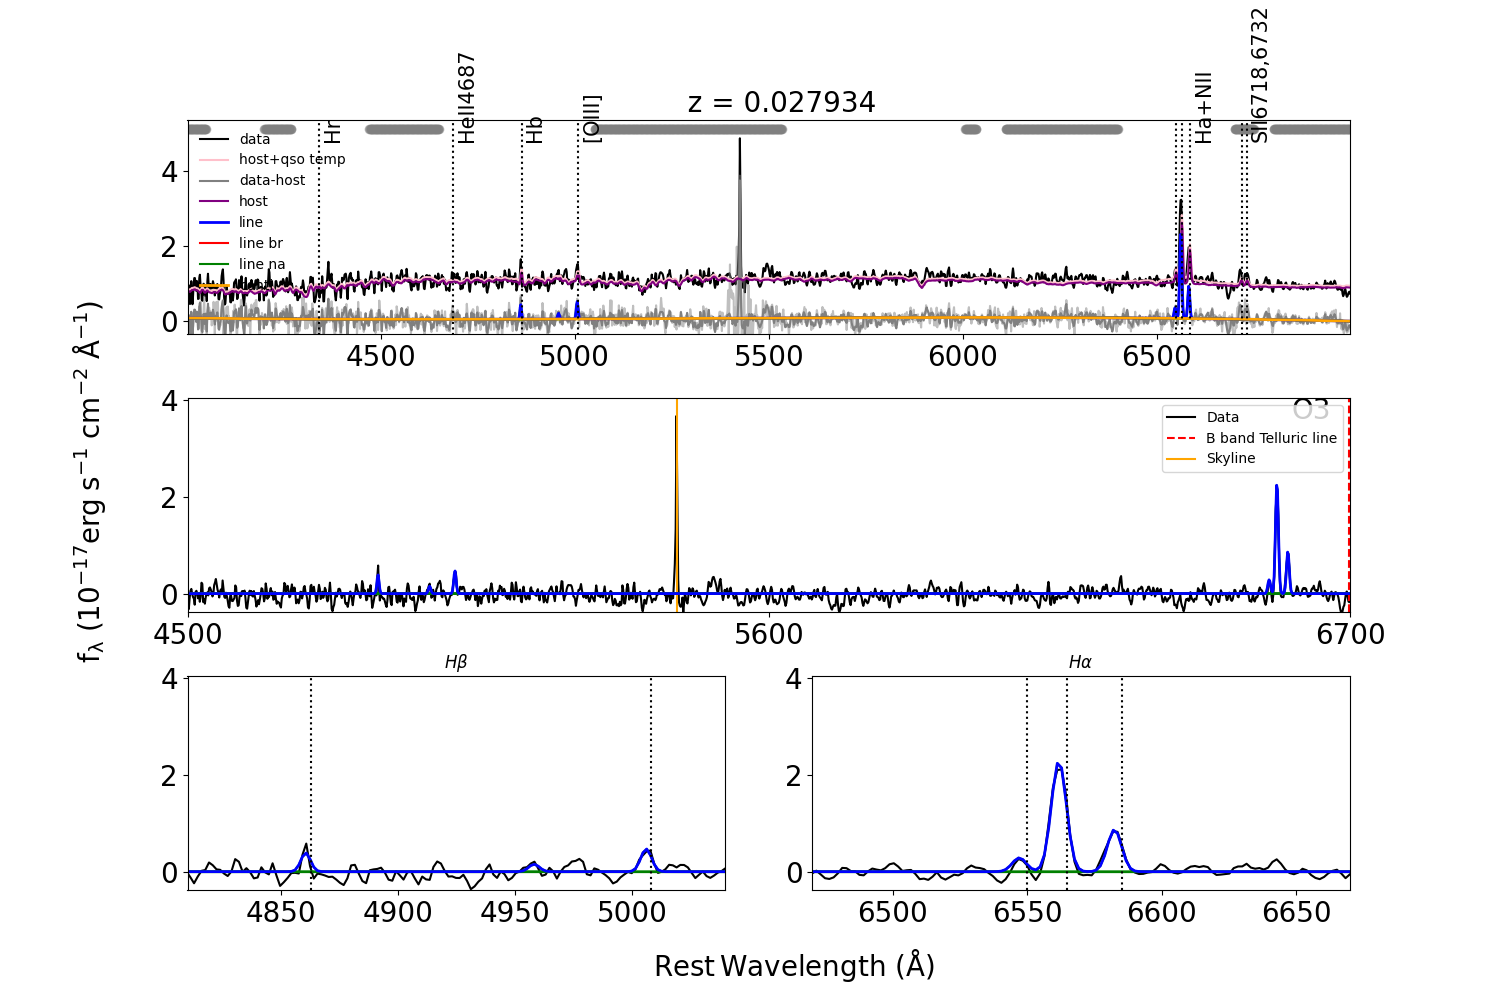 z = 0.027934
Hr
HeII4687
Hb
[OIII]
Ha+NII
SII6718,6732
data
host+qso temp
data-host
host
line
line br
line na
4
2
0
4500
5000
5500
6000
6500
O3
Data
B band Telluric line
Skyline
4
2
0
4500
5600
6700
fλ (10−17erg s−1 cm−2 Å−1)
Hβ
4
2
0
4850
4900
4950
5000
Hα
4
2
0
6500
6550
6600
6650
Rest Wavelength (Å)